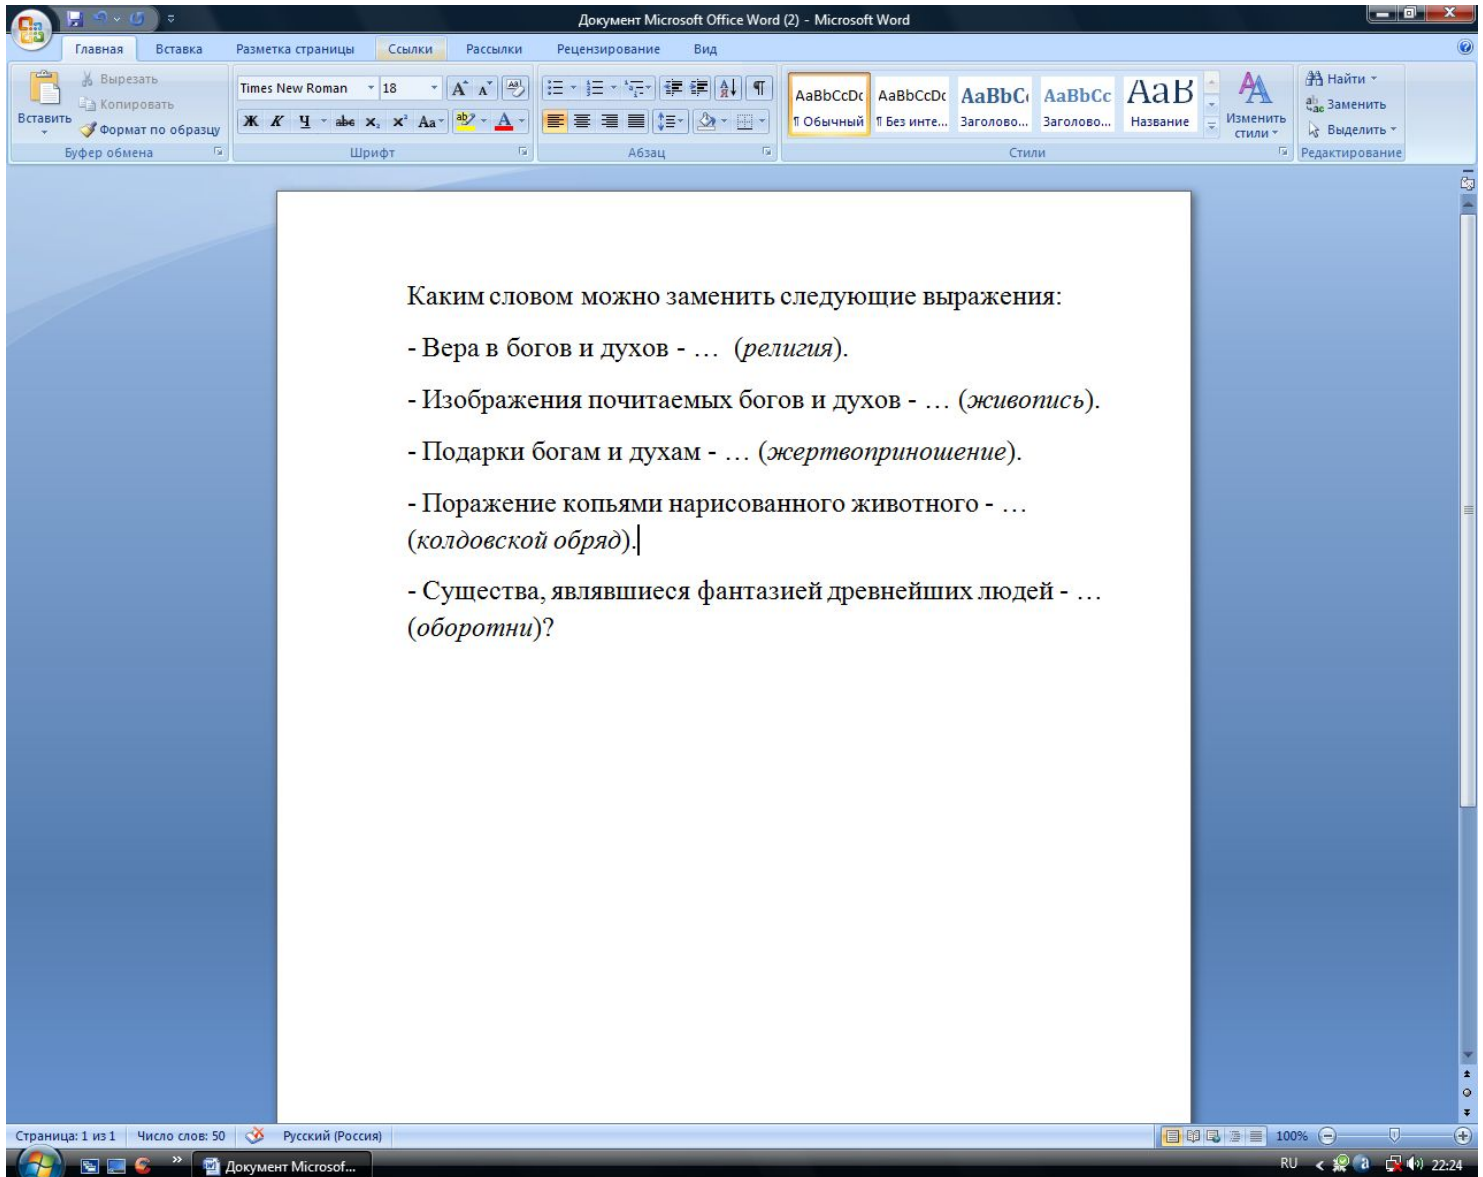 Документ Microsoft Office Word (2) - Microsoft Word
Главная Вставка Разметка страницы Ссылки Рассылки Рецензирование Вид
Вставить
Вырезать
Копировать
Формат по образцу
Буфер обмена
Times New Roman 18
Ж К Ч abc x₂ x² Aa
Шрифт
Абзац
AaBbCcDc AaBbCcDc AaBbC AaBbCc АаВ
¶ Обычный ¶ Без инте... Заголово... Заголово... Название
Изменить
стили
Стили
Найти
Заменить
Выделить
Редактирование
Каким словом можно заменить следующие выражения:
- Вера в богов и духов - … (религия).
- Изображения почитаемых богов и духов - … (живопись).
- Подарки богам и духам - … (жертвоприношение).
- Поражение копьями нарисованного животного - …
(колдовской обряд).
- Существа, являвшиеся фантазией древнейших людей - …
(оборотни)?
Страница: 1 из 1 Число слов: 50 Русский (Россия) 100%
Документ Microsof... RU 22:24